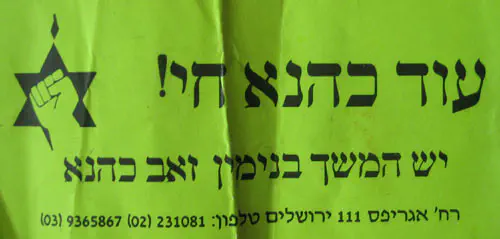 עוד כהנא חי!
יש המשך בנימין זאב כהנא
רח' אגריפס 111 ירושלים טלפון: 231081 (02) 9365867 (03)